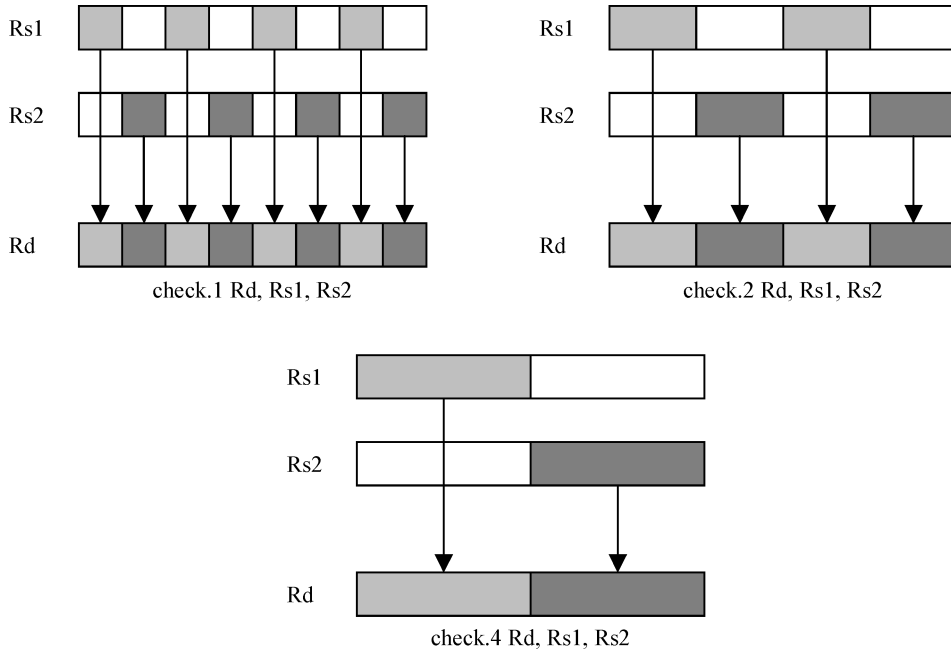 Rs1
Rs2
Rd
check.1 Rd, Rs1, Rs2
Rs1
Rs2
Rd
check.2 Rd, Rs1, Rs2
Rs1
Rs2
Rd
check.4 Rd, Rs1, Rs2